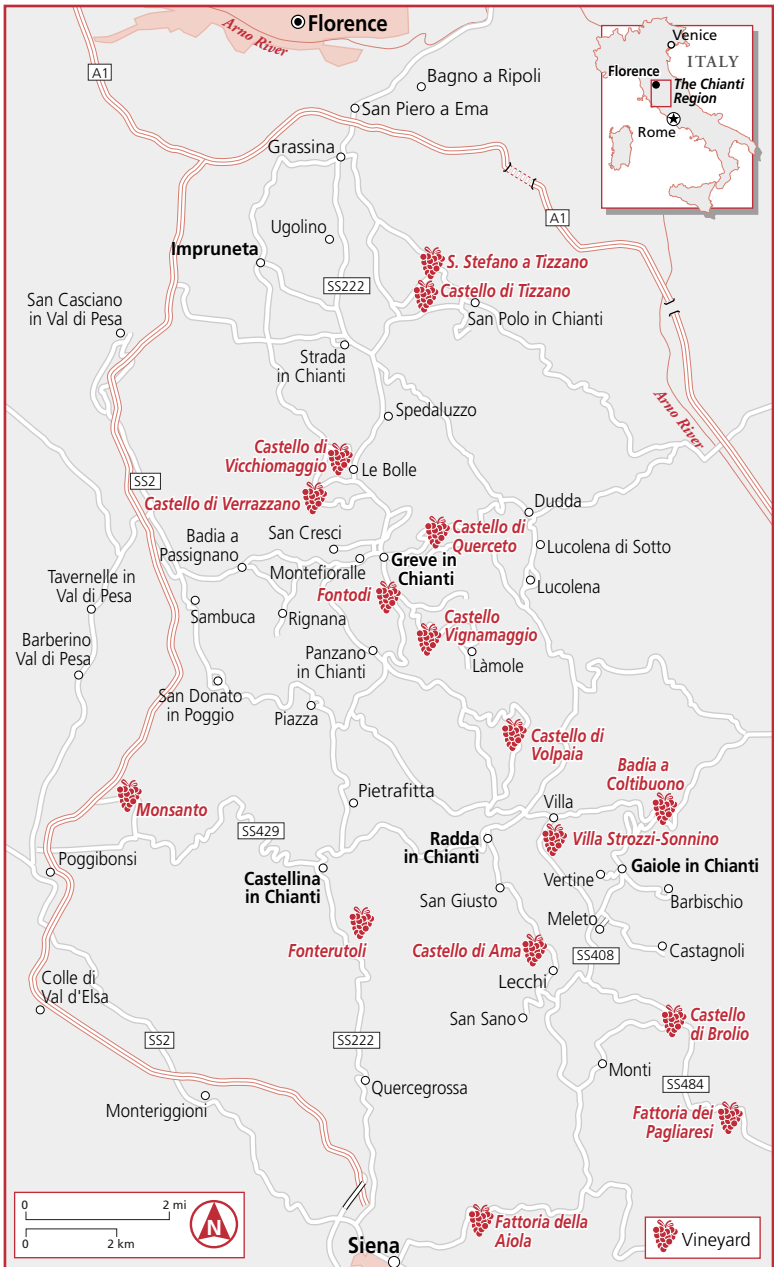 Florence
Arno River
A1
Bagno a Ripoli
San Piero a Ema
Venice
ITALY
Florence
The Chianti
Region
Rome
Grassina
A1
Ugolino
Impruneta
S. Stefano a Tizzano
SS222
Castello di Tizzano
San Casciano
in Val di Pesa
San Polo in Chianti
Strada
in Chianti
Arno River
Spedaluzzo
Castello di
Vicchiomaggio
Le Bolle
SS2
Castello di Verrazzano
Dudda
Badia a
Passignano
San Cresci
Castello di
Querceto
Lucolena di Sotto
Montefioralle
Greve in
Chianti
Tavernelle in
Val di Pesa
Lucolena
Fontodi
Sambuca
Rignana
Castello
Vignamaggio
Barberino
Val di Pesa
Panzano
in Chianti
Làmole
San Donato
in Poggio
Piazza
Castello di
Volpaia
Badia a
Coltibuono
Monsanto
Pietrafitta
Villa
SS429
Radda
in Chianti
Villa Strozzi-Sonnino
Poggibonsi
Castellina
in Chianti
Vertine
Gaiole in Chianti
San Giusto
Barbischio
Meleto
Fonterutoli
Castello di Ama
SS408
Castagnoli
Lecchi
Colle di
Val d'Elsa
San Sano
Castello
di Brolio
SS2
SS222
Monti
SS484
Quercegrossa
Monteriggioni
Fattoria dei
Pagliaresi
0
2 mi
0
2 km
N
Fattoria della
Aiola
Siena
Vineyard